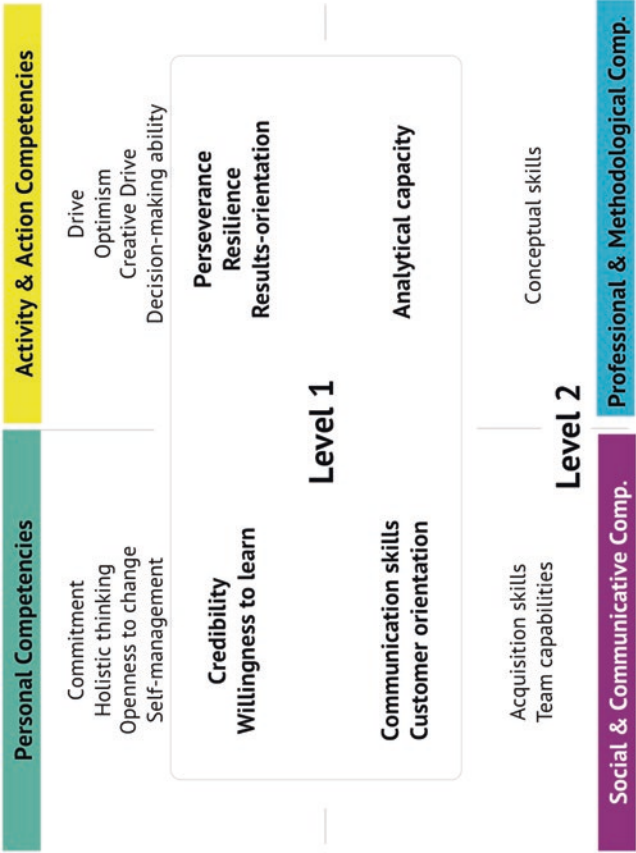 Personal Competencies
Activity & Action Competencies
Commitment
Holistic thinking
Openness to change
Self-management
Drive
Optimism
Creative Drive
Decision-making ability
Credibility
Willingness to learn
Perseverance
Resilience
Results-orientation
Level 1
Communication skills
Customer orientation
Analytical capacity
Acquisition skills
Team capabilities
Conceptual skills
Level 2
Social & Communicative Comp.
Professional & Methodological Comp.